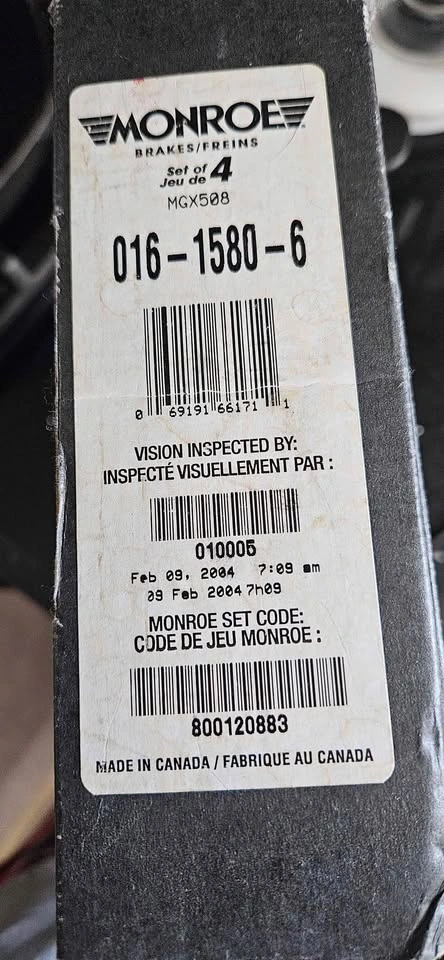 MONROE
BRAKES/FREINS
Set of
Jeu de 4
MGX508
016-1580-6
0 69191 66171 1
VISION INSPECTED BY:
INSPECTÉ VISUELLEMENT PAR :
010005
Feb 09, 2004 7:09 am
09 Feb 2004 7h09
MONROE SET CODE:
CODE DE JEU MONROE :
800120883
MADE IN CANADA / FABRIQUE AU CANADA